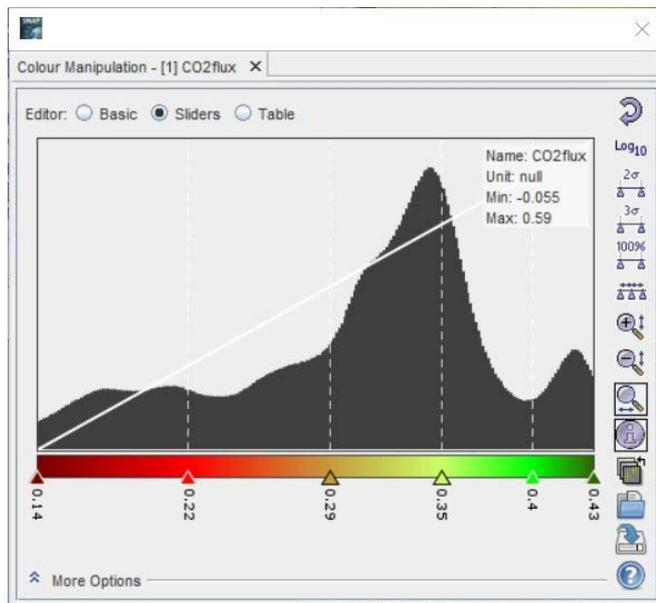 SNAP
Colour Manipulation - [1] CO2flux
Editor: Basic Sliders Table
Name: CO2flux
Unit: null
Min: -0.055
Max: 0.59
Log10
2σ
3σ
100%
0.14 0.22 0.29 0.35 0.4 0.43
More Options